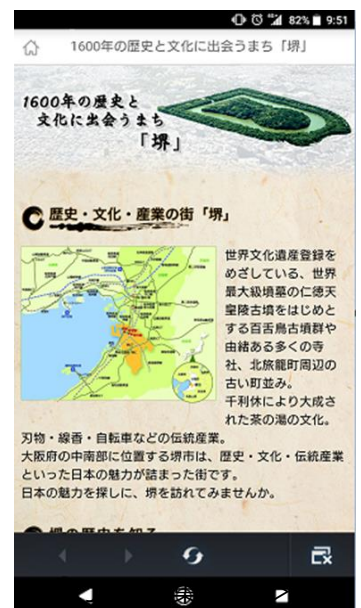 82% 9:51
1600年の歴史と文化に出会うまち「堺」
1600年の歴史と
文化に出会うまち
「堺」
歴史・文化・産業の街「堺」
世界文化遺産登録を
めざしている、世界
最大級墳墓の仁徳天
皇陵古墳をはじめと
する百舌鳥古墳群や
由緒ある多くの寺
社、北旅籠町周辺の
古い町並み。
千利休により大成さ
れた茶の湯の文化。
刃物・線香・自転車などの伝統産業。
大阪府の中南部に位置する堺市は、歴史・文化・伝統産業
といった日本の魅力が詰まった街です。
日本の魅力を探しに、堺を訪れてみませんか。
堺の歴史を知る